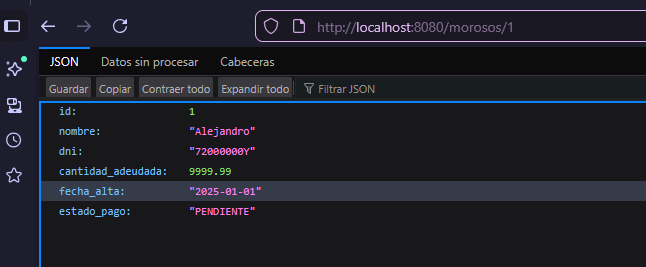 http://localhost:8080/morosos/1
JSON Datos sin procesar Cabeceras
Guardar Copiar Contraer todo Expandir todo Filtrar JSON
id: 1
nombre: "Alejandro"
dni: "72000000Y"
cantidad_adeudada: 9999.99
fecha_alta: "2025-01-01"
estado_pago: "PENDIENTE"